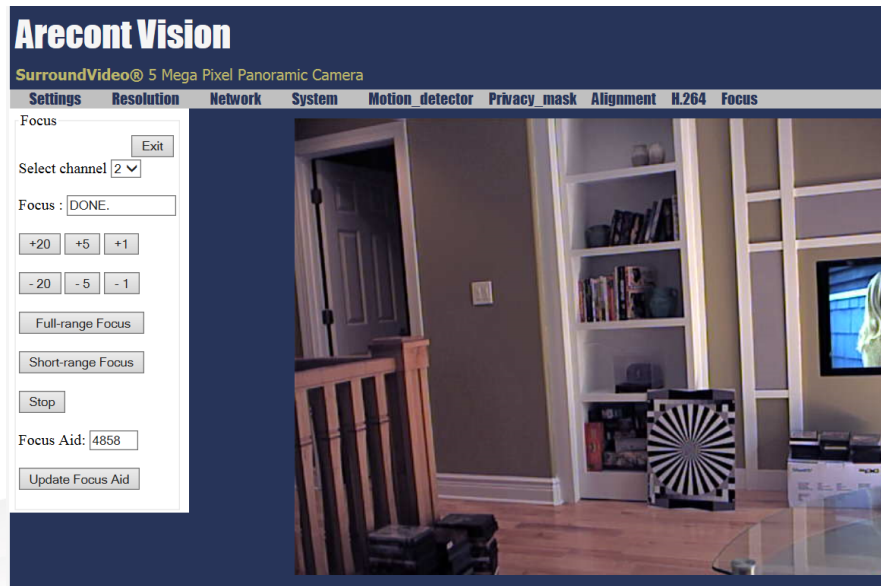 Arecont Vision
SurroundVideo® 5 Mega Pixel Panoramic Camera
Settings Resolution Network System Motion_detector Privacy_mask Alignment H.264 Focus
Focus
Exit
Select channel 2
Focus : DONE.
+20 +5 +1
- 20 - 5 - 1
Full-range Focus
Short-range Focus
Stop
Focus Aid: 4858
Update Focus Aid